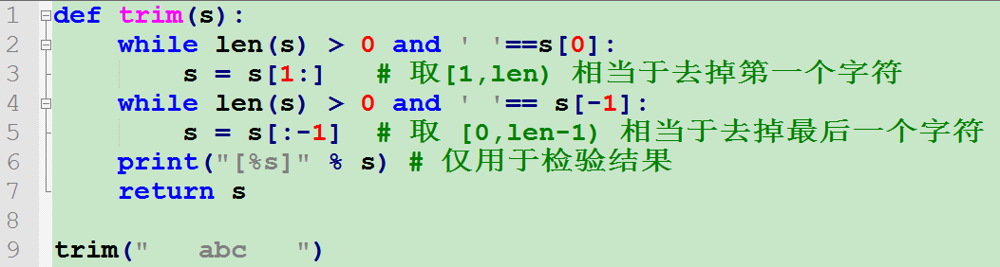 1 def trim(s):
2     while len(s) > 0 and ' '==s[0]:
3         s = s[1:]   # 取[1,len) 相当于去掉第一个字符
4     while len(s) > 0 and ' '== s[-1]:
5         s = s[:-1]  # 取 [0,len-1) 相当于去掉最后一个字符
6     print("[%s]" % s) # 仅用于检验结果
7     return s
8
9 trim("   abc   ")